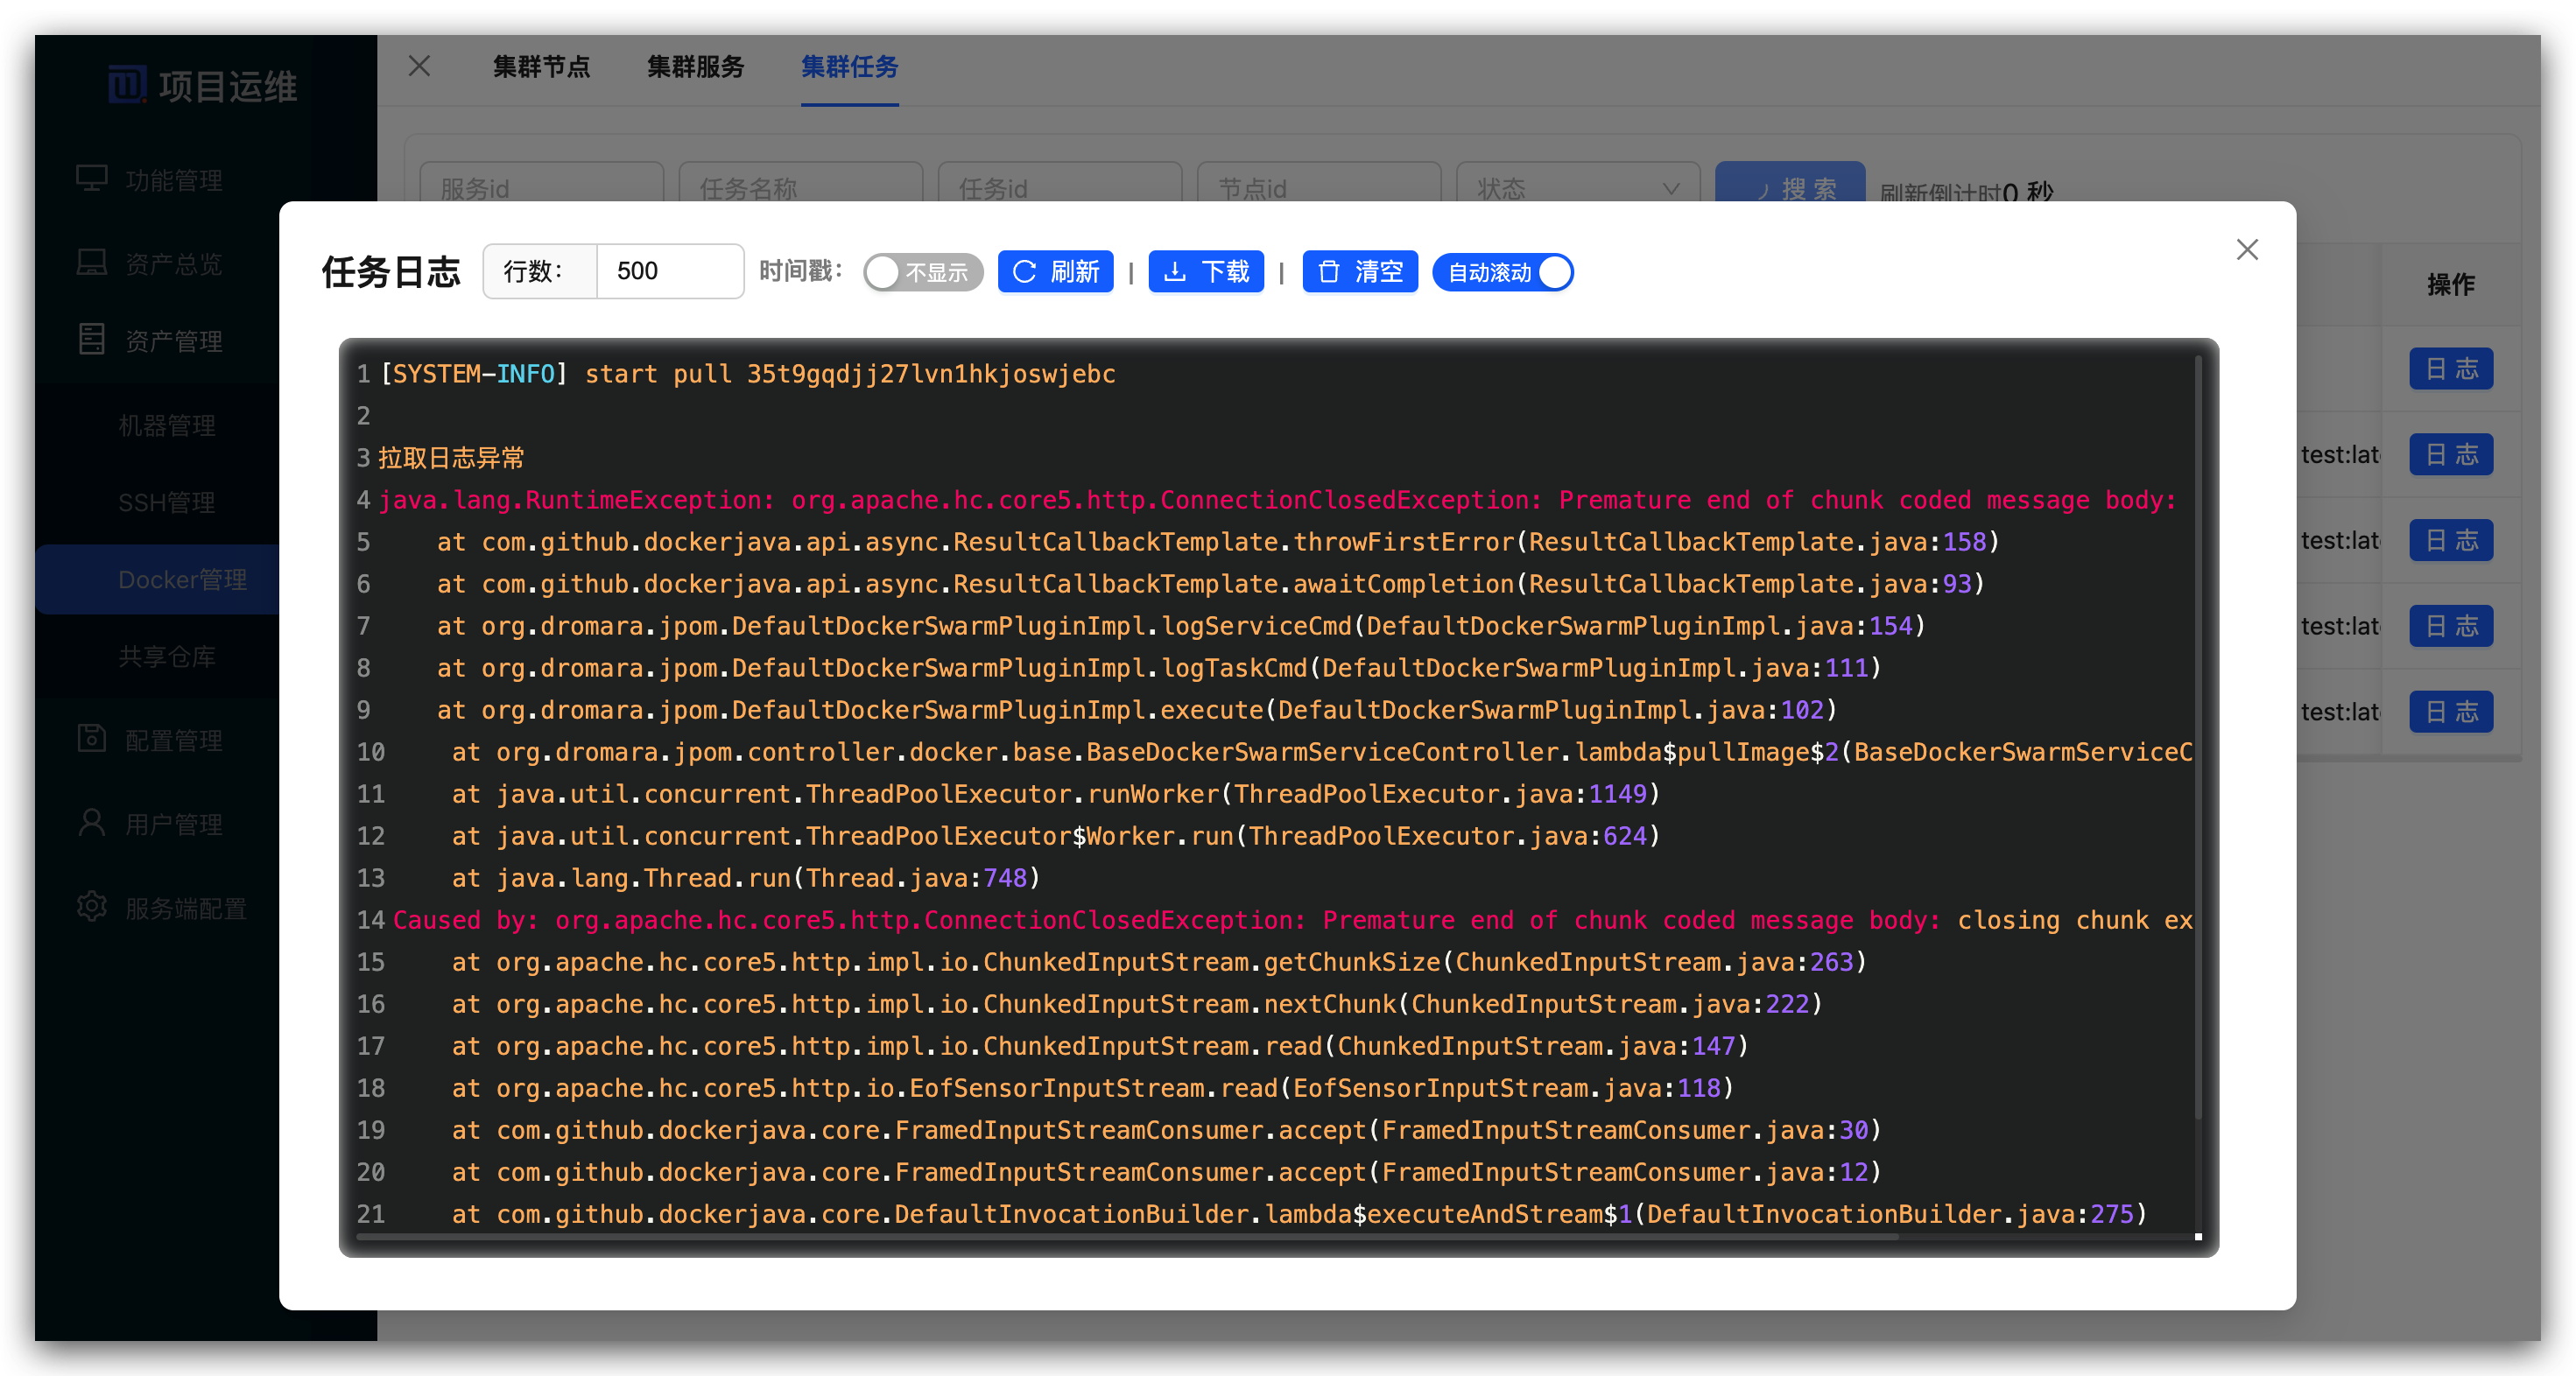 项目运维
集群节点 集群服务 集群任务
功能管理
资产总览
资产管理
机器管理
SSH管理
Docker管理
共享仓库
配置管理
用户管理
服务端配置
服务id 任务名称 任务id 节点id 状态 搜 索 刷新倒计时0 秒
任务日志 行数： 500 时间戳： 不显示 刷新 | 下载 | 清空 自动滚动
1 [SYSTEM-INFO] start pull 35t9gqdjj27lvn1hkjoswjebc
2
3 拉取日志异常
4 java.lang.RuntimeException: org.apache.hc.core5.http.ConnectionClosedException: Premature end of chunk coded message body:
5 at com.github.dockerjava.api.async.ResultCallbackTemplate.throwFirstError(ResultCallbackTemplate.java:158)
6 at com.github.dockerjava.api.async.ResultCallbackTemplate.awaitCompletion(ResultCallbackTemplate.java:93)
7 at org.dromara.jpom.DefaultDockerSwarmPluginImpl.logServiceCmd(DefaultDockerSwarmPluginImpl.java:154)
8 at org.dromara.jpom.DefaultDockerSwarmPluginImpl.logTaskCmd(DefaultDockerSwarmPluginImpl.java:111)
9 at org.dromara.jpom.DefaultDockerSwarmPluginImpl.execute(DefaultDockerSwarmPluginImpl.java:102)
10 at org.dromara.jpom.controller.docker.base.BaseDockerSwarmServiceController.lambda$pullImage$2(BaseDockerSwarmServiceC
11 at java.util.concurrent.ThreadPoolExecutor.runWorker(ThreadPoolExecutor.java:1149)
12 at java.util.concurrent.ThreadPoolExecutor$Worker.run(ThreadPoolExecutor.java:624)
13 at java.lang.Thread.run(Thread.java:748)
14 Caused by: org.apache.hc.core5.http.ConnectionClosedException: Premature end of chunk coded message body: closing chunk ex
15 at org.apache.hc.core5.http.impl.io.ChunkedInputStream.getChunkSize(ChunkedInputStream.java:263)
16 at org.apache.hc.core5.http.impl.io.ChunkedInputStream.nextChunk(ChunkedInputStream.java:222)
17 at org.apache.hc.core5.http.impl.io.ChunkedInputStream.read(ChunkedInputStream.java:147)
18 at org.apache.hc.core5.http.io.EofSensorInputStream.read(EofSensorInputStream.java:118)
19 at com.github.dockerjava.core.FramedInputStreamConsumer.accept(FramedInputStreamConsumer.java:30)
20 at com.github.dockerjava.core.FramedInputStreamConsumer.accept(FramedInputStreamConsumer.java:12)
21 at com.github.dockerjava.core.DefaultInvocationBuilder.lambda$executeAndStream$1(DefaultInvocationBuilder.java:275)
操作
日 志
test:lat 日 志
test:lat 日 志
test:lat 日 志
test:lat 日 志